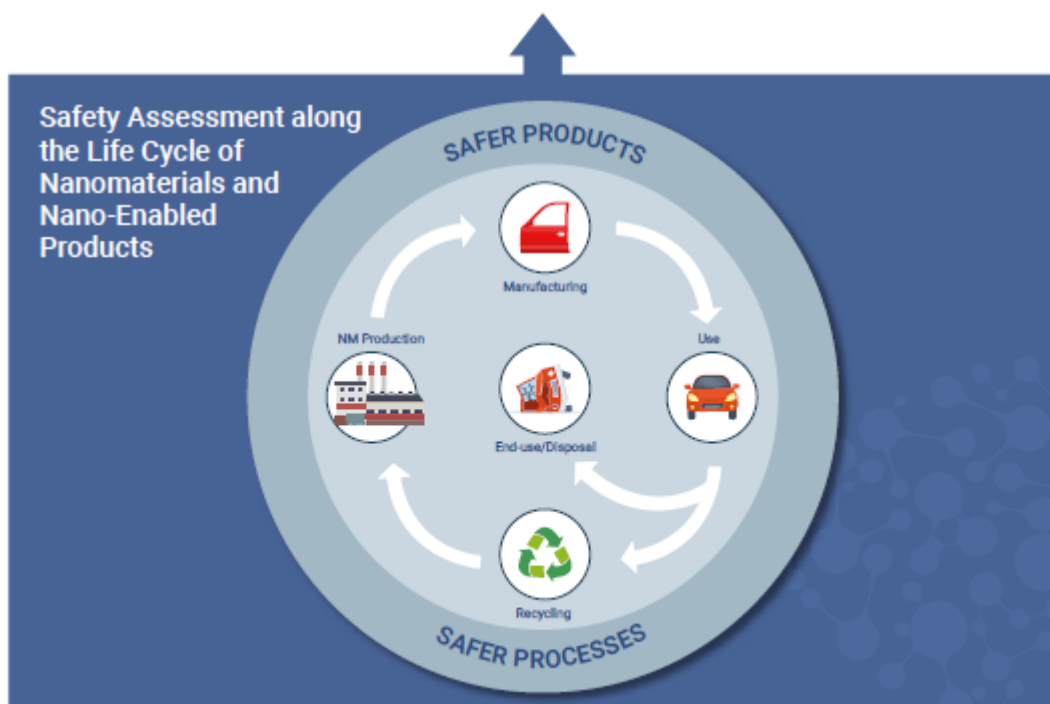 Safety Assessment along
the Life Cycle of
Nanomaterials and
Nano-Enabled
Products
SAFER PRODUCTS
Manufacturing
NM Production
Use
End-use/Disposal
Recycling
SAFER PROCESSES